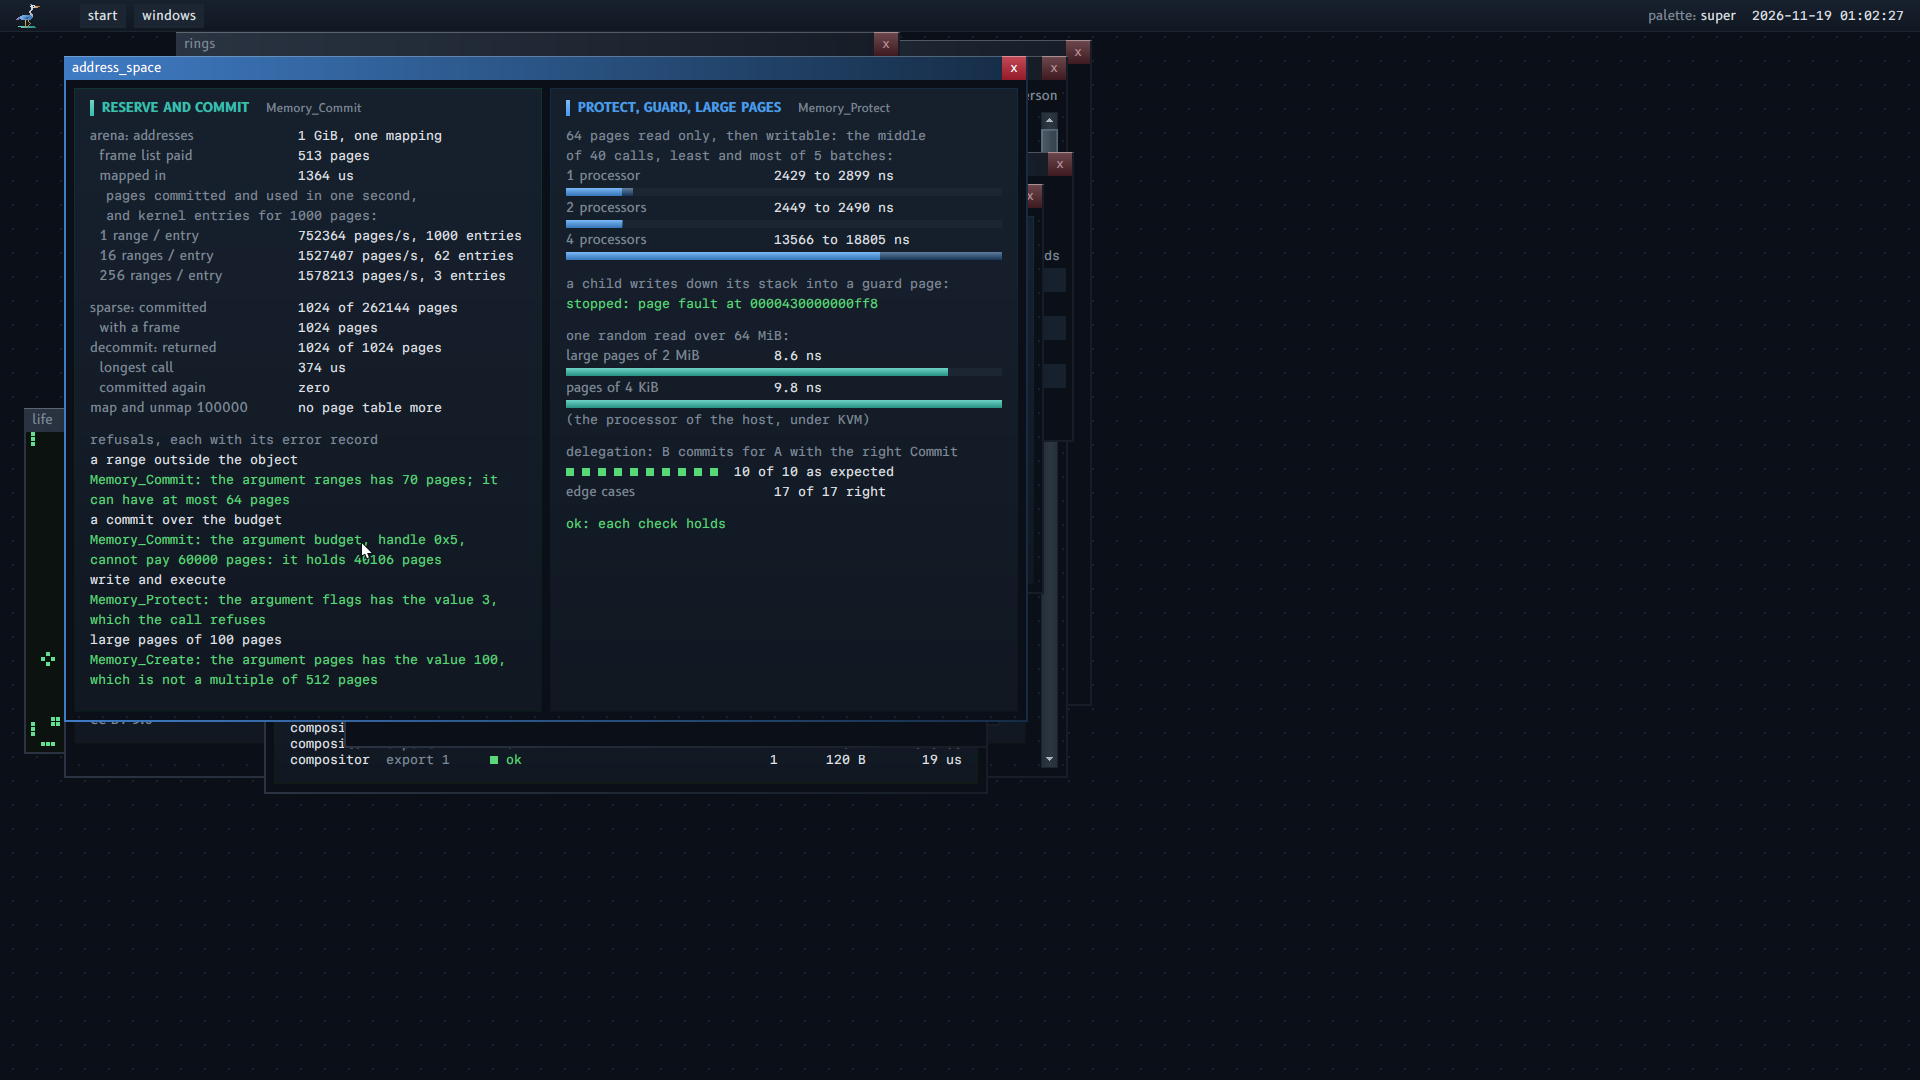 start windows palette: super 2026-11-19 01:02:27
rings x
x
address_space x x
RESERVE AND COMMIT Memory_Commit
arena: addresses 1 GiB, one mapping
frame list paid 513 pages
mapped in 1364 us
pages committed and used in one second,
and kernel entries for 1000 pages:
1 range / entry 752364 pages/s, 1000 entries
16 ranges / entry 1527407 pages/s, 62 entries
256 ranges / entry 1578213 pages/s, 3 entries
sparse: committed 1024 of 262144 pages
with a frame 1024 pages
decommit: returned 1024 of 1024 pages
longest call 374 us
committed again zero
map and unmap 100000 no page table more
refusals, each with its error record
a range outside the object
Memory_Commit: the argument ranges has 70 pages; it
can have at most 64 pages
a commit over the budget
Memory_Commit: the argument budget, handle 0x5,
cannot pay 60000 pages: it holds 40106 pages
write and execute
Memory_Protect: the argument flags has the value 3,
which the call refuses
large pages of 100 pages
Memory_Create: the argument pages has the value 100,
which is not a multiple of 512 pages
PROTECT, GUARD, LARGE PAGES Memory_Protect
64 pages read only, then writable: the middle
of 40 calls, least and most of 5 batches:
1 processor 2429 to 2899 ns
2 processors 2449 to 2490 ns
4 processors 13566 to 18805 ns
a child writes down its stack into a guard page:
stopped: page fault at 0000430000000ff8
one random read over 64 MiB:
large pages of 2 MiB 8.6 ns
pages of 4 KiB 9.8 ns
(the processor of the host, under KVM)
delegation: B commits for A with the right Commit
10 of 10 as expected
edge cases 17 of 17 right
ok: each check holds
erson
x
x
ds
life
composi
composi
compositor export 1 ok 1 120 B 19 us